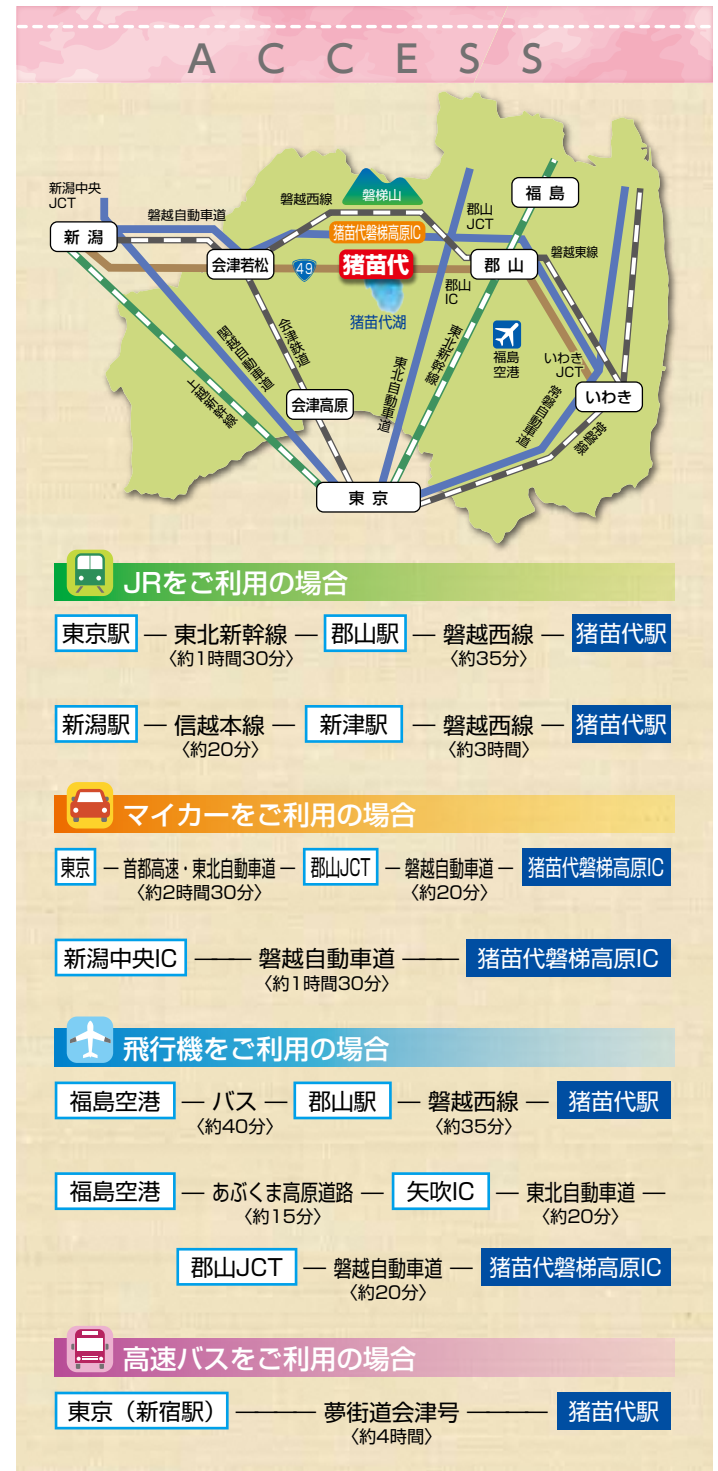 ACCESS
新潟中央
JCT
新潟
磐越自動車道
磐越西線
磐梯山
猪苗代磐梯高原IC
郡山
JCT
福島
会津若松
49
猪苗代
郡山
磐越東線
郡山
IC
猪苗代湖
福島
空港
いわき
JCT
いわき
関越自動車道
上越新幹線
会津鉄道
会津高原
東北自動車道
東北新幹線
常磐自動車道
常磐線
東京
JRをご利用の場合
東京駅 ― 東北新幹線 ― 郡山駅 ― 磐越西線 ― 猪苗代駅
〈約1時間30分〉 〈約35分〉
新潟駅 ― 信越本線 ― 新津駅 ― 磐越西線 ― 猪苗代駅
〈約20分〉 〈約3時間〉
マイカーをご利用の場合
東京 ― 首都高速・東北自動車道 ― 郡山JCT ― 磐越自動車道 ― 猪苗代磐梯高原IC
〈約2時間30分〉 〈約20分〉
新潟中央IC ―― 磐越自動車道 ―― 猪苗代磐梯高原IC
〈約1時間30分〉
飛行機をご利用の場合
福島空港 ― バス ― 郡山駅 ― 磐越西線 ― 猪苗代駅
〈約40分〉 〈約35分〉
福島空港 ― あぶくま高原道路 ― 矢吹IC ― 東北自動車道 ―
〈約15分〉 〈約20分〉
郡山JCT ― 磐越自動車道 ― 猪苗代磐梯高原IC
〈約20分〉
高速バスをご利用の場合
東京（新宿駅） ――― 夢街道会津号 ――― 猪苗代駅
〈約4時間〉